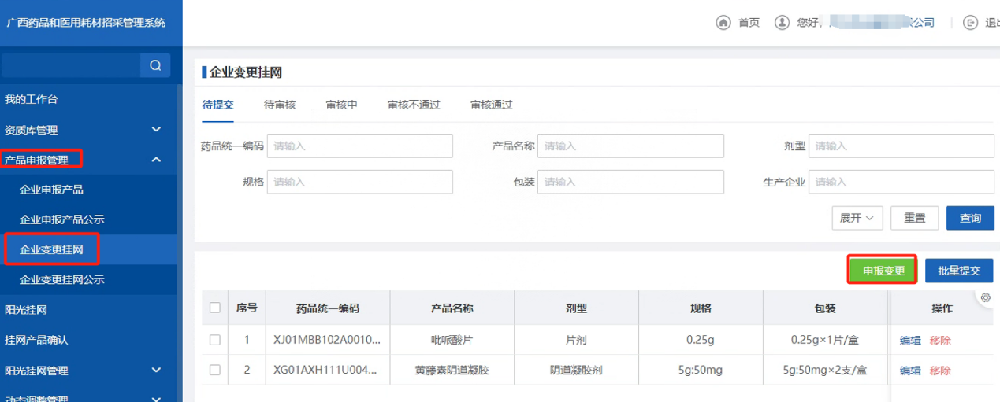 广西药品和医用耗材招采管理系统
首页
您好,
公司
退出
我的工作台
资质库管理
产品申报管理
企业申报产品
企业申报产品公示
企业变更挂网
企业变更挂网公示
阳光挂网
挂网产品确认
阳光挂网管理
动态调整管理
企业变更挂网
待提交 待审核 审核中 审核不通过 审核通过
药品统一编码 请输入 产品名称 请输入 剂型 请输入
规格 请输入 包装 请输入 生产企业 请输入
展开 重置 查询
申报变更 批量提交
序号 药品统一编码 产品名称 剂型 规格 包装 操作
1 XJ01MBB102A0010... 吡哌酸片 片剂 0.25g 0.25g×1片/盒 编辑 移除
2 XG01AXH111U004... 黄藤素阴道凝胶 阴道凝胶剂 5g:50mg 5g:50mg×2支/盒 编辑 移除